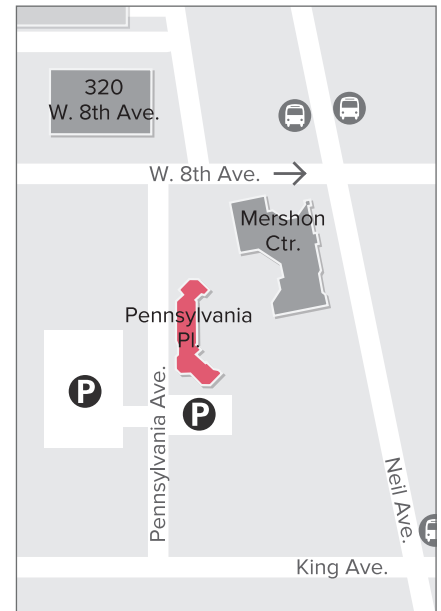 320
W. 8th Ave.
W. 8th Ave.
Mershon
Ctr.
Pennsylvania
Pl.
P
P
Pennsylvania Ave.
Neil Ave.
King Ave.